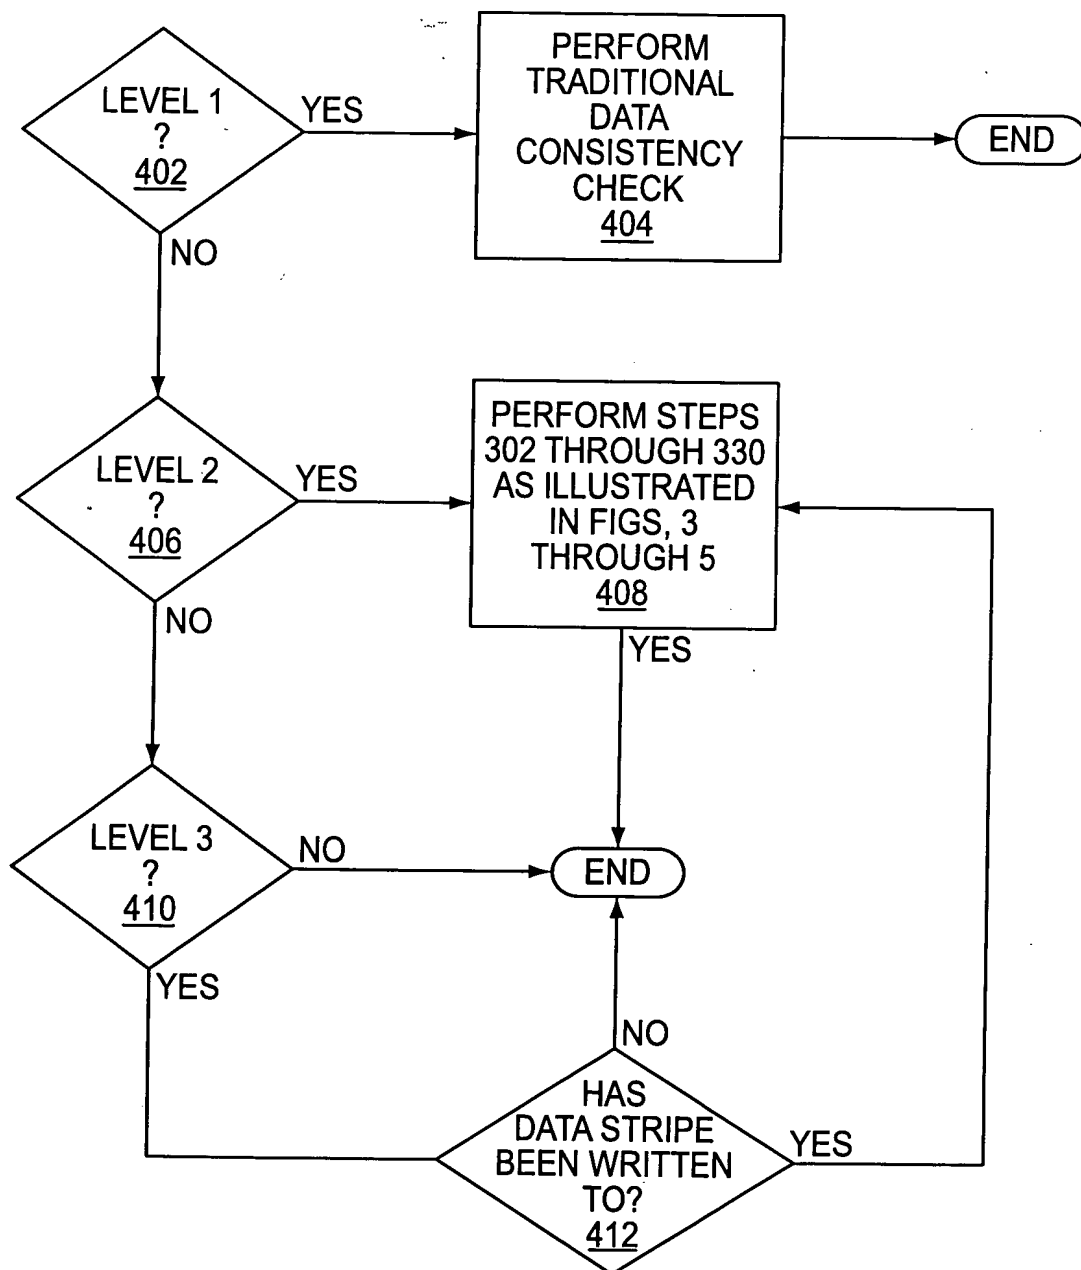 LEVEL 1
?
402
YES
NO
PERFORM
TRADITIONAL
DATA
CONSISTENCY
CHECK
404
END
LEVEL 2
?
406
YES
NO
PERFORM STEPS
302 THROUGH 330
AS ILLUSTRATED
IN FIGS, 3
THROUGH 5
408
YES
LEVEL 3
?
410
NO
YES
END
NO
HAS
DATA STRIPE
BEEN WRITTEN
TO?
412
YES